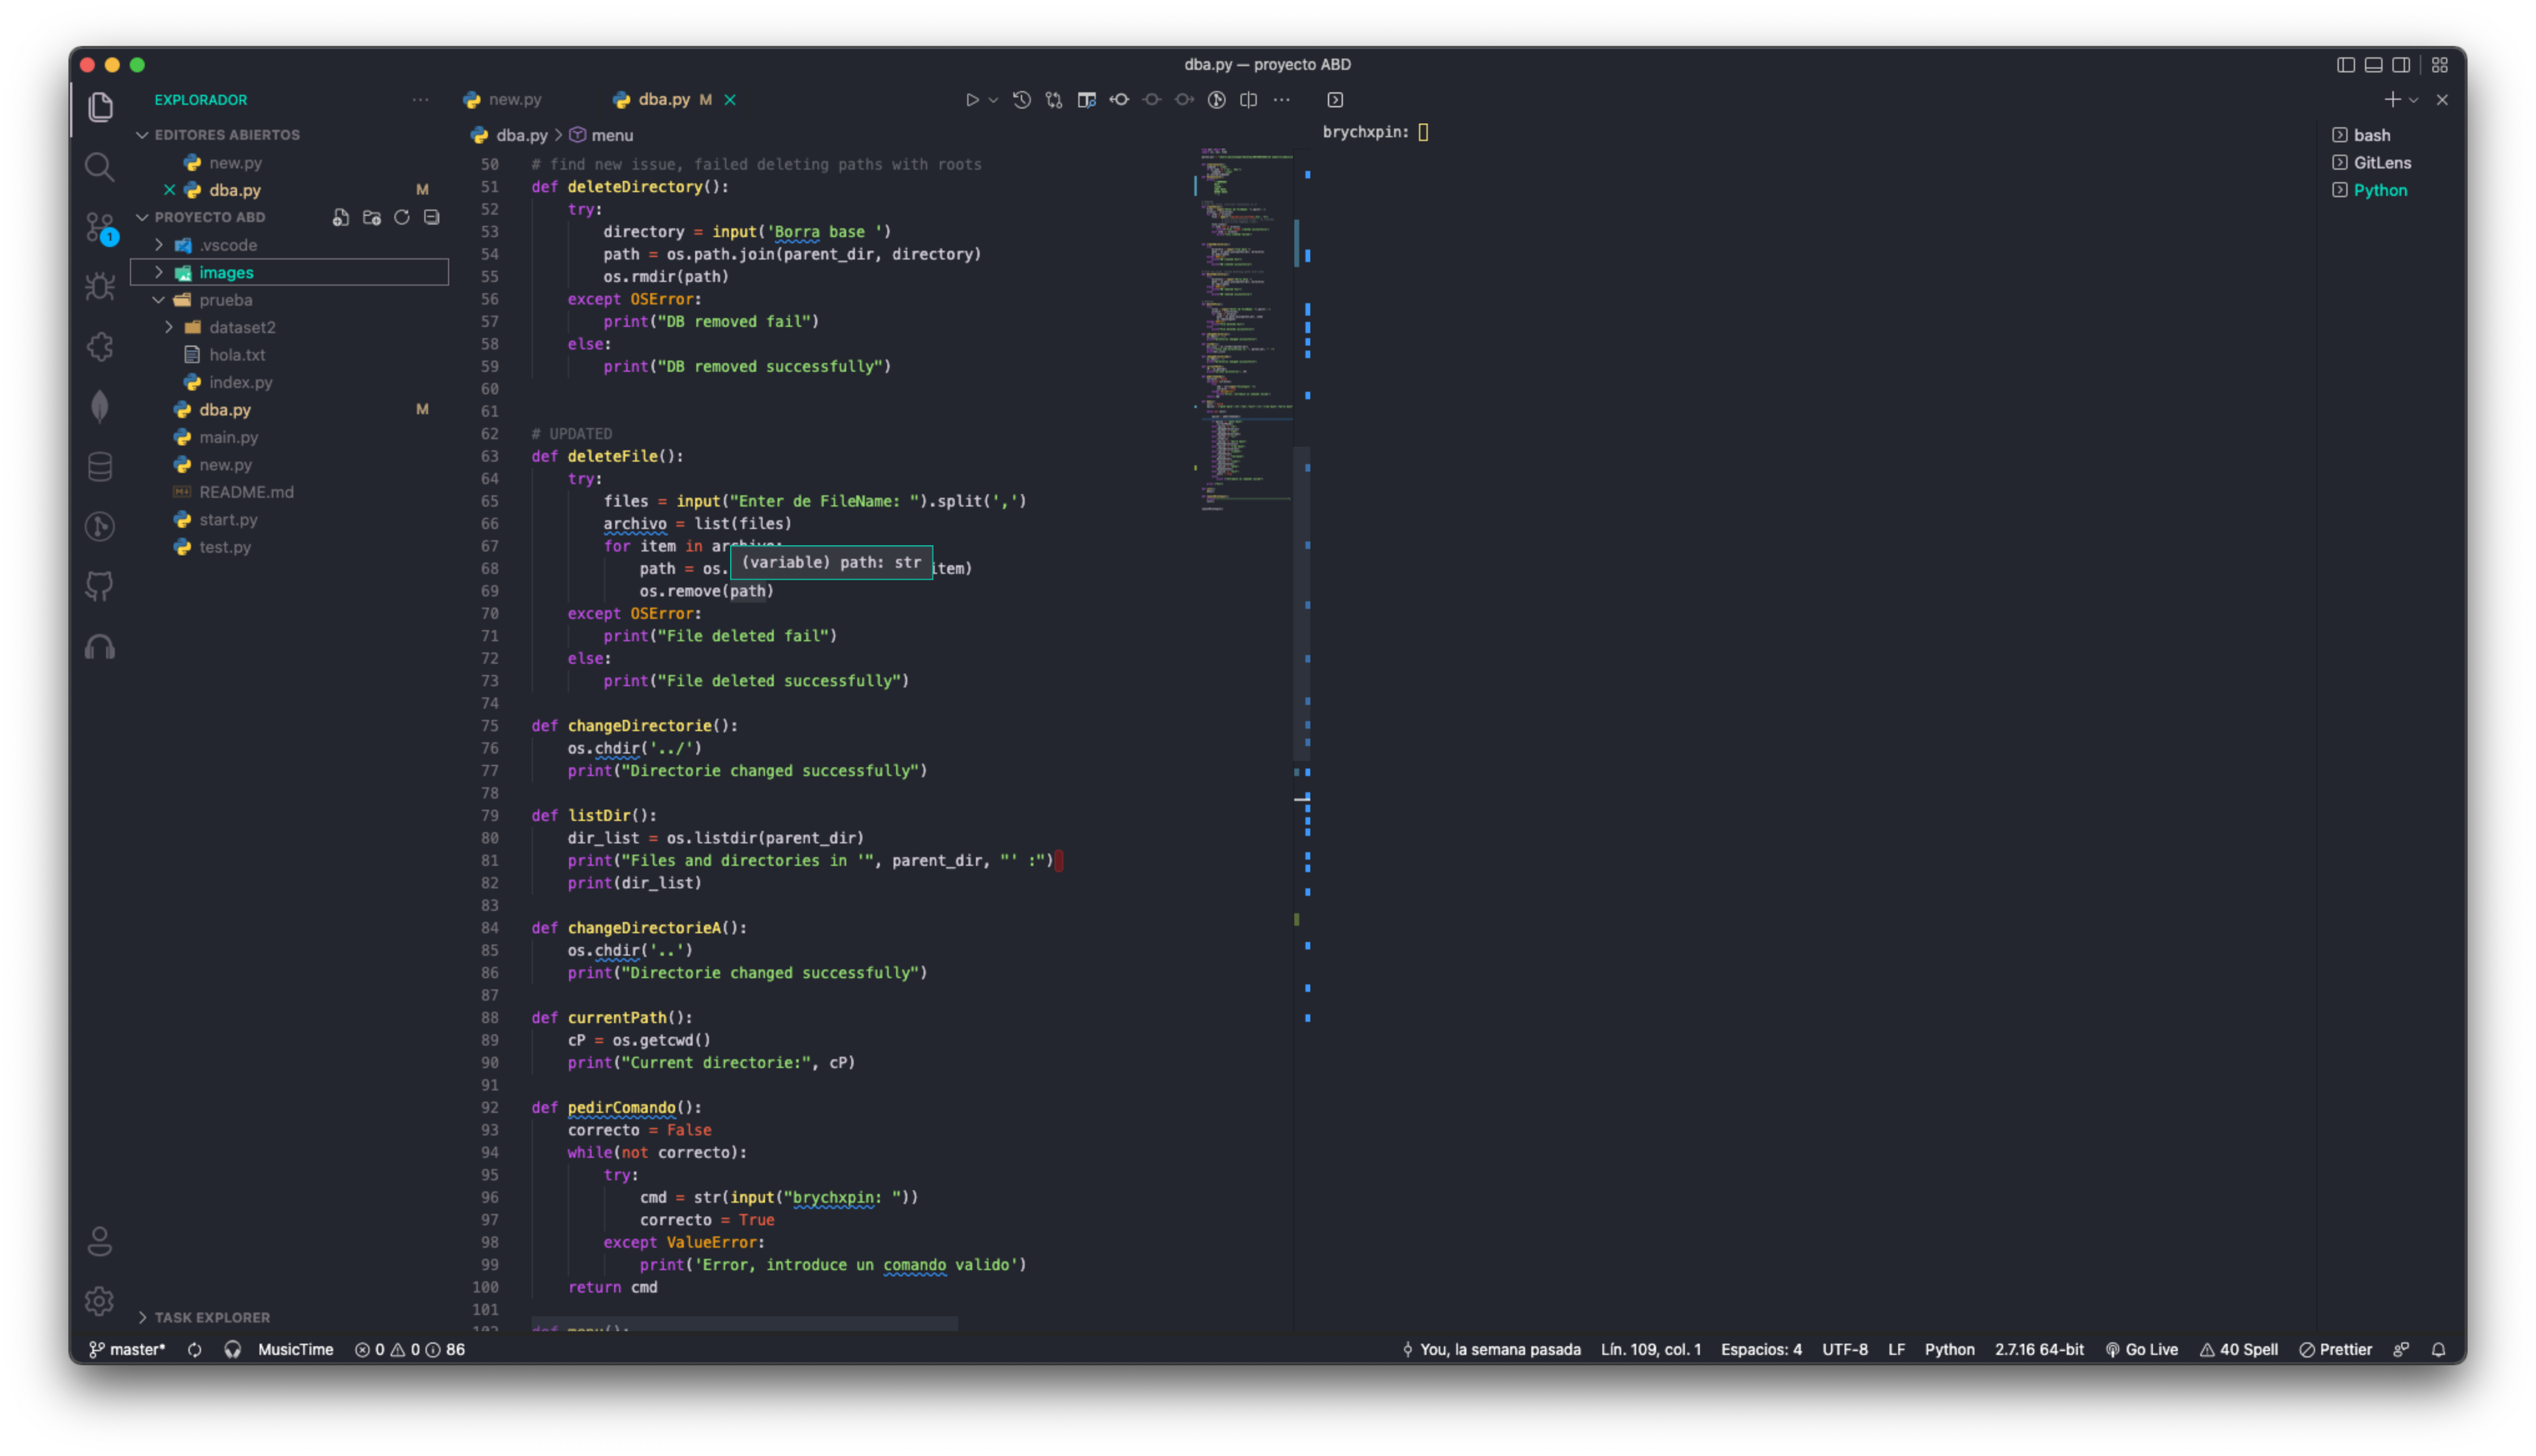 dba.py — proyecto ABD
EXPLORADOR
EDITORES ABIERTOS
new.py
dba.py M
PROYECTO ABD
.vscode
images
prueba
dataset2
hola.txt
index.py
dba.py M
main.py
new.py
README.md
start.py
test.py
TASK EXPLORER
new.py
dba.py M
dba.py > menu
50 # find new issue, failed deleting paths with roots
51 def deleteDirectory():
52 try:
53 directory = input('Borra base ')
54 path = os.path.join(parent_dir, directory)
55 os.rmdir(path)
56 except OSError:
57 print("DB removed fail")
58 else:
59 print("DB removed successfully")
60
61
62 # UPDATED
63 def deleteFile():
64 try:
65 files = input("Enter de FileName: ").split(',')
66 archivo = list(files)
67 for item in archivo:
(variable) path: str
68 path = os. item)
69 os.remove(path)
70 except OSError:
71 print("File deleted fail")
72 else:
73 print("File deleted successfully")
74
75 def changeDirectorie():
76 os.chdir('../')
77 print("Directorie changed successfully")
78
79 def listDir():
80 dir_list = os.listdir(parent_dir)
81 print("Files and directories in '", parent_dir, "' :")
82 print(dir_list)
83
84 def changeDirectorieA():
85 os.chdir('..')
86 print("Directorie changed successfully")
87
88 def currentPath():
89 cP = os.getcwd()
90 print("Current directorie:", cP)
91
92 def pedirComando():
93 correcto = False
94 while(not correcto):
95 try:
96 cmd = str(input("brychxpin: "))
97 correcto = True
98 except ValueError:
99 print('Error, introduce un comando valido')
100 return cmd
101
102 def menu():
brychxpin:
bash
GitLens
Python
1
master* MusicTime 0 0 86 You, la semana pasada Lín. 109, col. 1 Espacios: 4 UTF-8 LF Python 2.7.16 64-bit Go Live 40 Spell Prettier